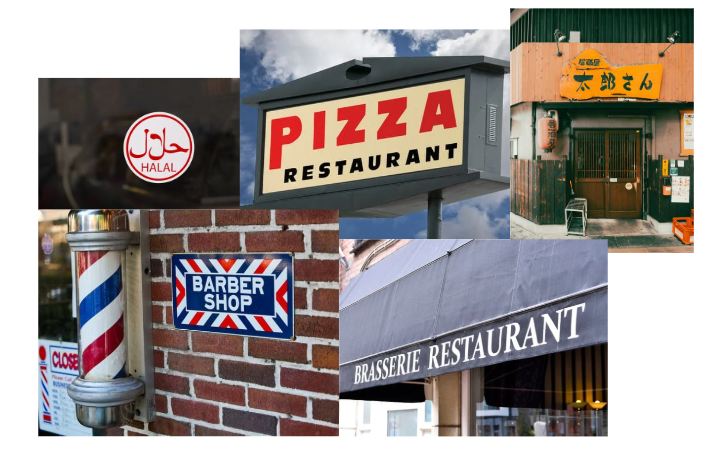 حلال
HALAL
PIZZA
RESTAURANT
居酒屋
太郎さん
BARBER
SHOP
CLOSE
BRASSERIE RESTAURANT